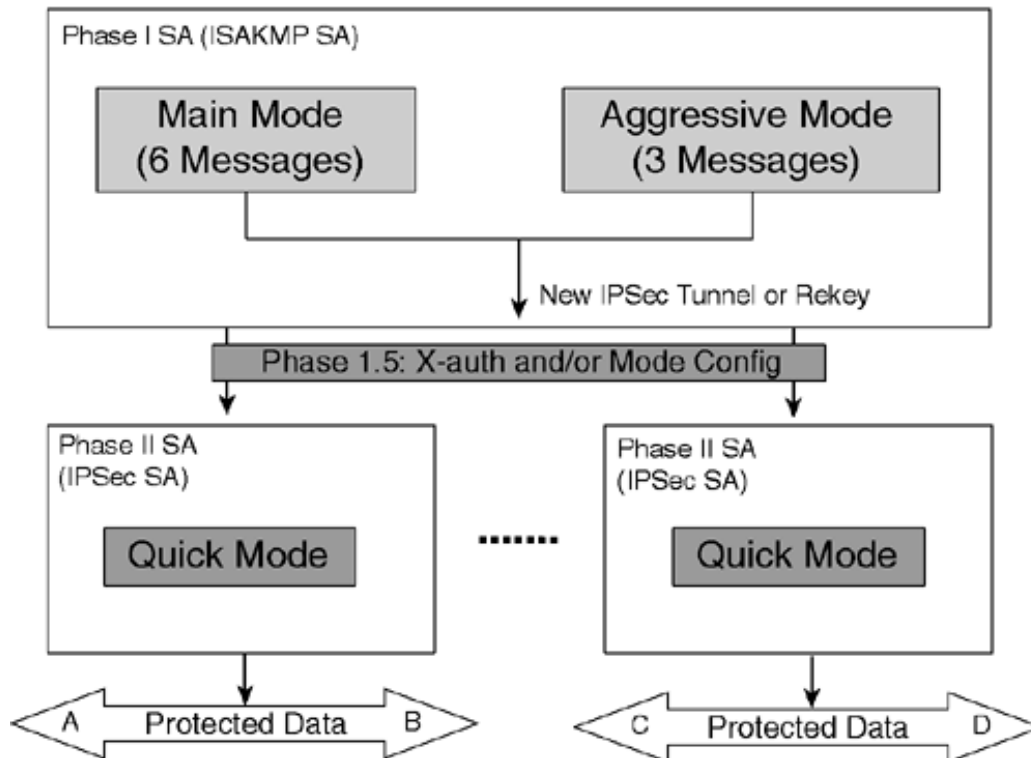 Phase I SA (ISAKMP SA)
Main Mode
(6 Messages)
Aggressive Mode
(3 Messages)
New IPSec Tunnel or Rekey
Phase 1.5: X-auth and/or Mode Config
Phase II SA
(IPSec SA)
Quick Mode
Phase II SA
(IPSec SA)
Quick Mode
A
Protected Data
B
C
Protected Data
D